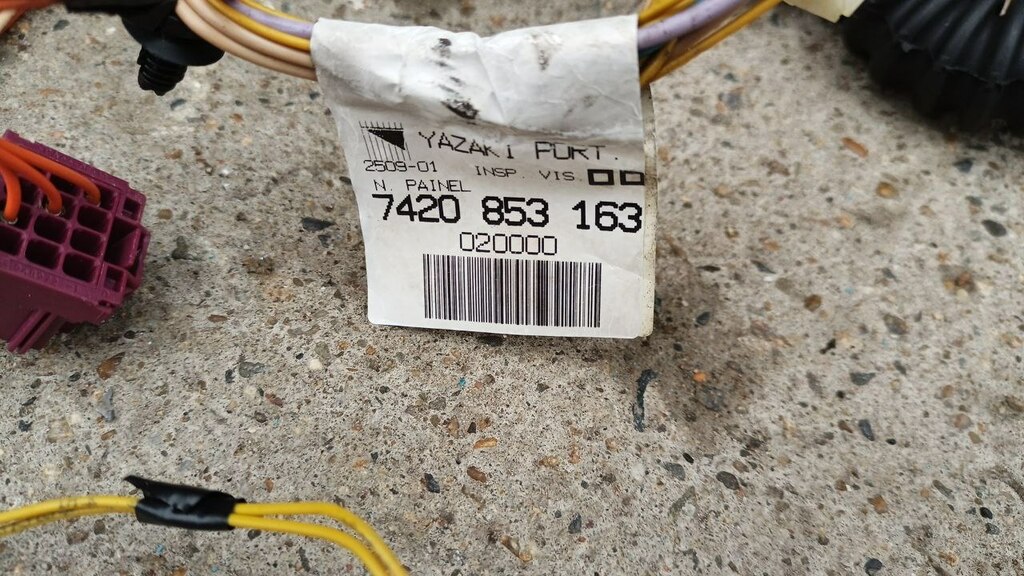 YAZAKI PORT.
2509-01 INSP. VIS.
N. PAINEL
7420 853 163
020000